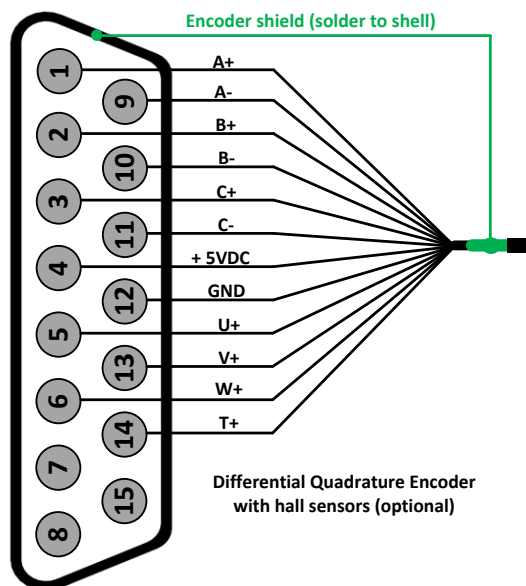 Encoder shield (solder to shell)
1
A+
9
A-
2
B+
10
B-
3
C+
11
C-
4
+ 5VDC
12
GND
5
U+
13
V+
6
W+
14
T+
7
15
8
Differential Quadrature Encoder
with hall sensors (optional)